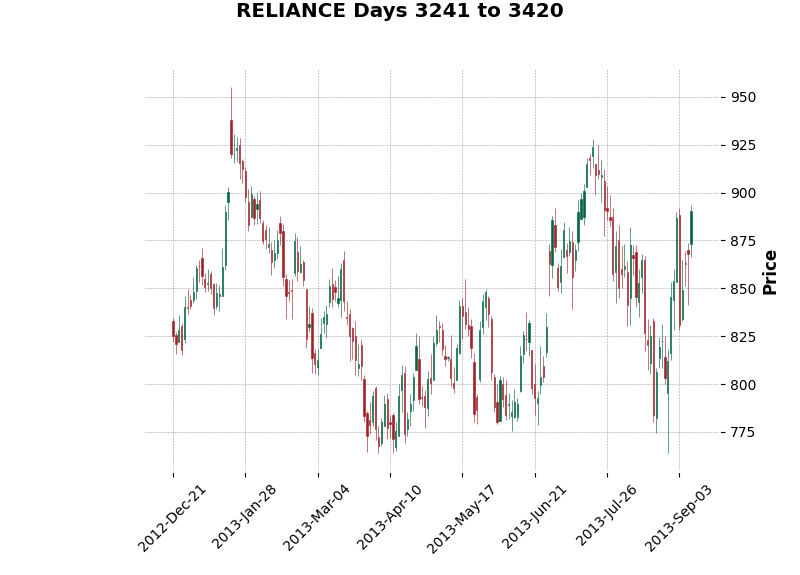 RELIANCE Days 3241 to 3420
950
925
900
875
850
825
800
775
Price
2012-Dec-21
2013-Jan-28
2013-Mar-04
2013-Apr-10
2013-May-17
2013-Jun-21
2013-Jul-26
2013-Sep-03